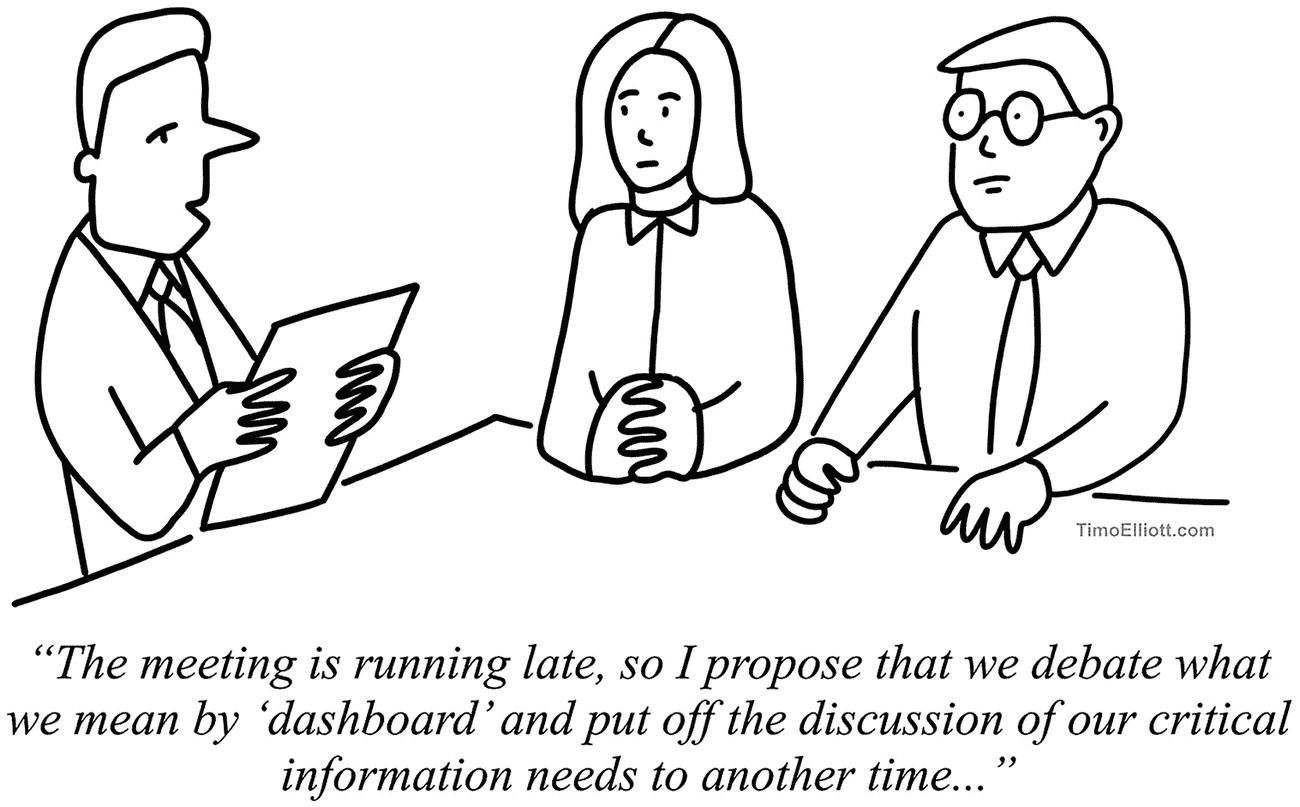 TimoElliott.com
“The meeting is running late, so I propose that we debate what
we mean by ‘dashboard’ and put off the discussion of our critical
information needs to another time...”